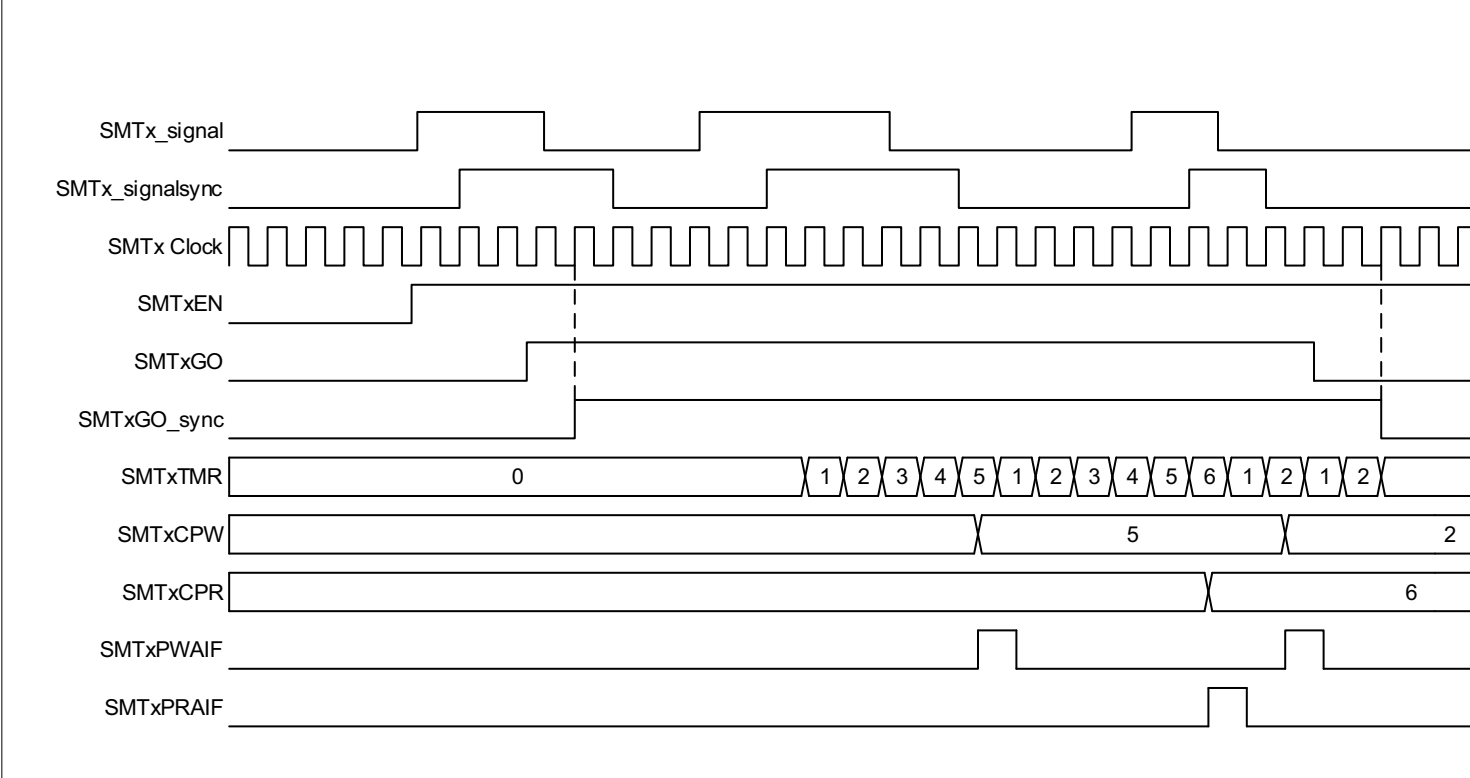 SMTx_signal
SMTx_signalsync
SMTx Clock
SMTxEN
SMTxGO
SMTxGO_sync
SMTxTMR 0 1 2 3 4 5 1 2 3 4 5 6 1 2 1 2
SMTxCPW 5 2
SMTxCPR 6
SMTxPWAIF
SMTxPRAIF